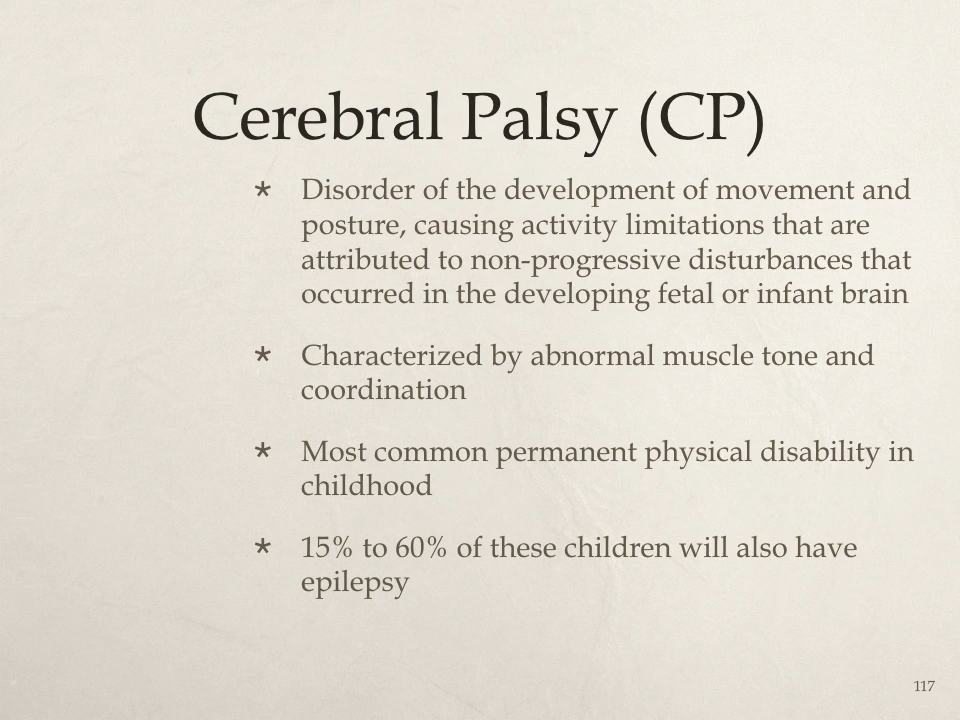 Cerebral Palsy (CP)
* Disorder of the development of movement and
posture, causing activity limitations that are
attributed to non-progressive disturbances that
occurred in the developing fetal or infant brain
* Characterized by abnormal muscle tone and
coordination
* Most common permanent physical disability in
childhood
* 15% to 60% of these children will also have
epilepsy
117